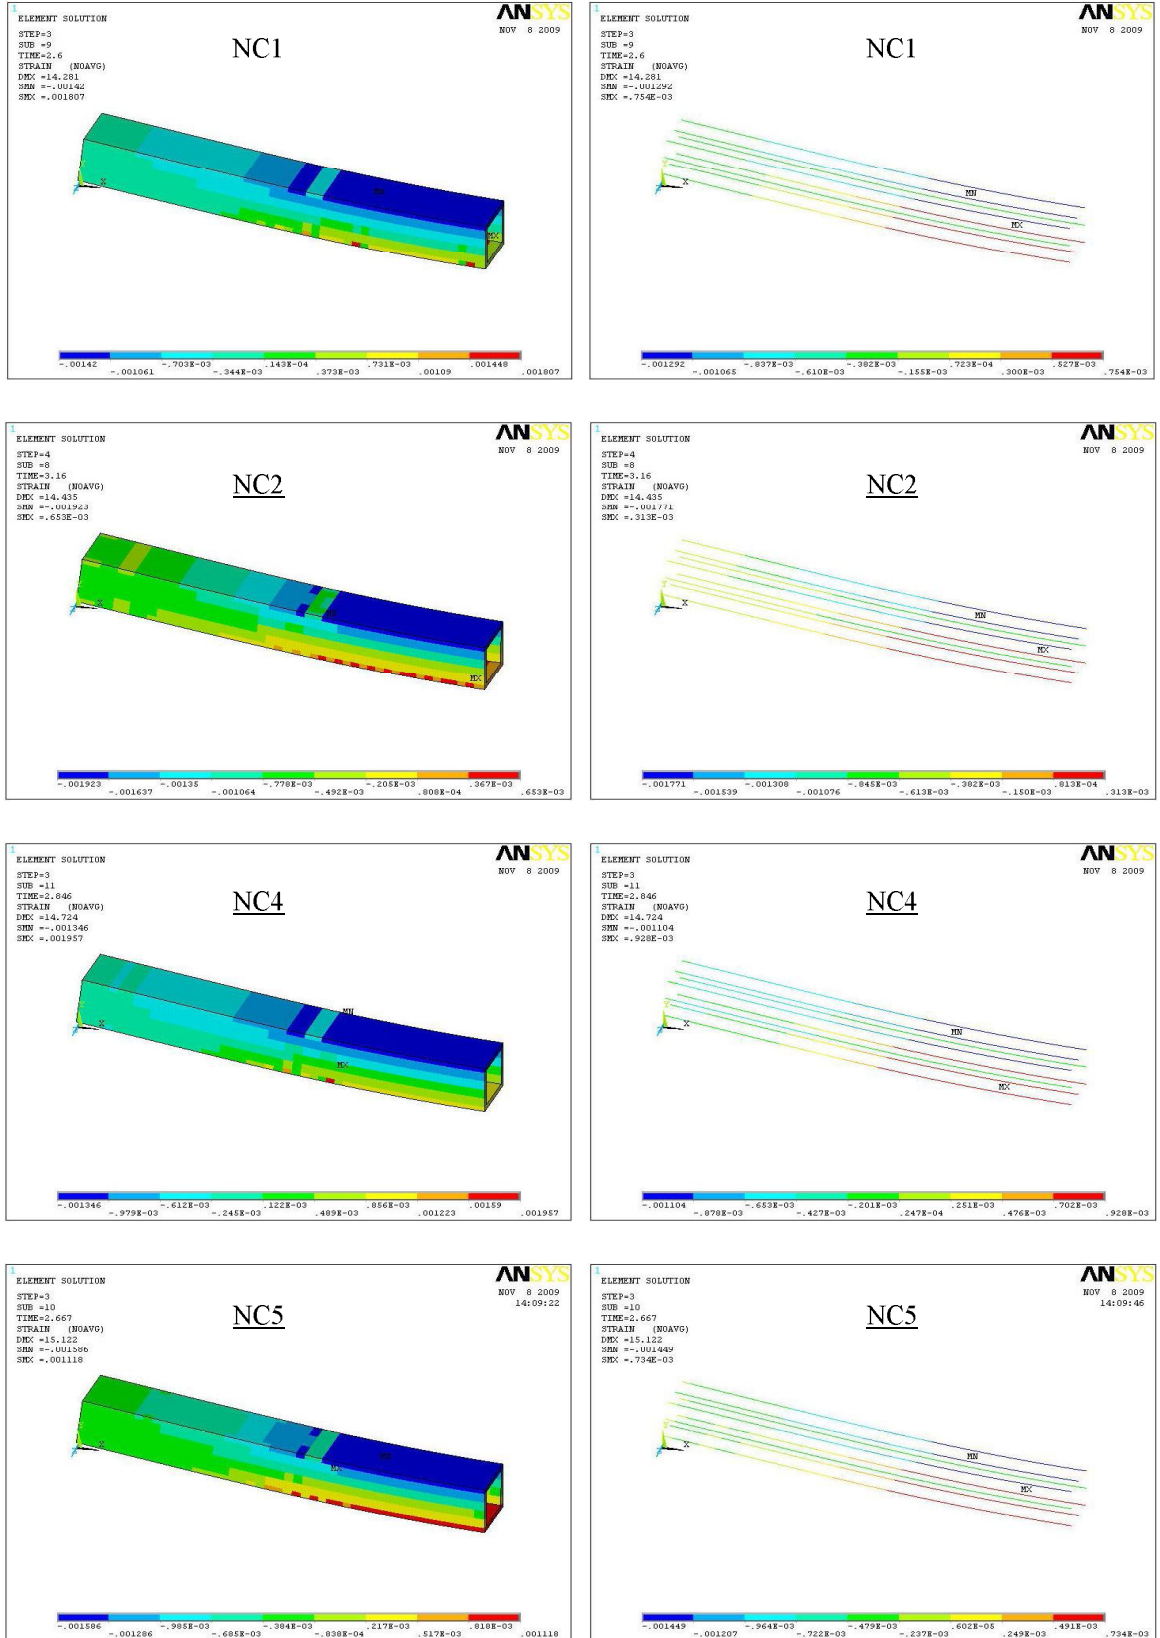 1
ELEMENT SOLUTION
ANSYS
NOV 8 2009
STEP=3
SUB =9
TIME=2.6
STRAIN (NOAVG)
DMX =14.281
SMN =-.00142
SMX =.001807
NC1
X
MN
MX
-.00142 -.703E-03 .143E-04 .731E-03 .001448
-.001061 -.344E-03 .373E-03 .00109 .001807
1
ELEMENT SOLUTION
ANSYS
NOV 8 2009
STEP=3
SUB =9
TIME=2.6
STRAIN (NOAVG)
DMX =14.281
SMN =-.001292
SMX =.754E-03
NC1
X
MN
MX
-.001292 -.837E-03 -.382E-03 .723E-04 .527E-03
-.001065 -.610E-03 -.155E-03 .300E-03 .754E-03
1
ELEMENT SOLUTION
ANSYS
NOV 8 2009
STEP=4
SUB =8
TIME=3.16
STRAIN (NOAVG)
DMX =14.435
SMN =-.001923
SMX =.653E-03
NC2
X
MX
-.001923 -.00135 -.778E-03 -.205E-03 .367E-03
-.001637 -.001064 -.492E-03 .808E-04 .653E-03
1
ELEMENT SOLUTION
ANSYS
NOV 8 2009
STEP=4
SUB =8
TIME=3.16
STRAIN (NOAVG)
DMX =14.435
SMN =-.001771
SMX =.313E-03
NC2
X
MN
MX
-.001771 -.001308 -.845E-03 -.382E-03 .813E-04
-.001539 -.001076 -.613E-03 -.150E-03 .313E-03
1
ELEMENT SOLUTION
ANSYS
NOV 8 2009
STEP=3
SUB =11
TIME=2.846
STRAIN (NOAVG)
DMX =14.724
SMN =-.001346
SMX =.001957
NC4
MN
X
MX
-.001346 -.612E-03 .122E-03 .856E-03 .00159
-.979E-03 -.245E-03 .489E-03 .001223 .001957
1
ELEMENT SOLUTION
ANSYS
NOV 8 2009
STEP=3
SUB =11
TIME=2.846
STRAIN (NOAVG)
DMX =14.724
SMN =-.001104
SMX =.928E-03
NC4
X
MN
MX
-.001104 -.653E-03 -.201E-03 .251E-03 .702E-03
-.878E-03 -.427E-03 .247E-04 .476E-03 .928E-03
1
ELEMENT SOLUTION
ANSYS
NOV 8 2009
14:09:22
STEP=3
SUB =10
TIME=2.667
STRAIN (NOAVG)
DMX =15.122
SMN =-.001586
SMX =.001118
NC5
X
MN
MX
-.001586 -.985E-03 -.384E-03 .217E-03 .818E-03
-.001286 -.685E-03 -.838E-04 .517E-03 .001118
1
ELEMENT SOLUTION
ANSYS
NOV 8 2009
14:09:46
STEP=3
SUB =10
TIME=2.667
STRAIN (NOAVG)
DMX =15.122
SMN =-.001449
SMX =.734E-03
NC5
X
MN
MX
-.001449 -.964E-03 -.479E-03 .602E-05 .491E-03
-.001207 -.722E-03 -.237E-03 .249E-03 .734E-03